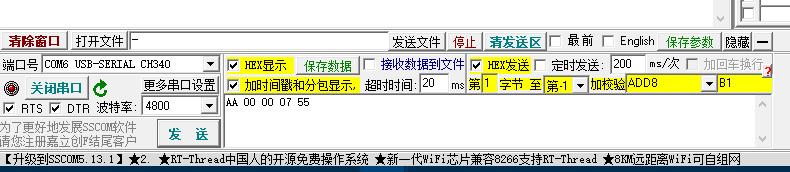 清除窗口 打开文件 发送文件 停止 清发送区 最前 English 保存参数 隐藏
端口号 COM6 USB-SERIAL CH340 HEX显示 保存数据 接收数据到文件 HEX发送 定时发送: 200 ms/次 加回车换行
关闭串口 更多串口设置 加时间戳和分包显示, 超时时间: 20 ms 第 1 字节 至 第-1 加校验 ADD8 B1
RTS DTR 波特率: 4800 AA 00 00 07 55
为了更好地发展SSCOM软件
请您注册嘉立创F结尾客户 发 送
【升级到SSCOM5.13.1】★2. ★RT-Thread中国人的开源免费操作系统 ★新一代WiFi芯片兼容8266支持RT-Thread ★8KM远距离WiFi可自组网